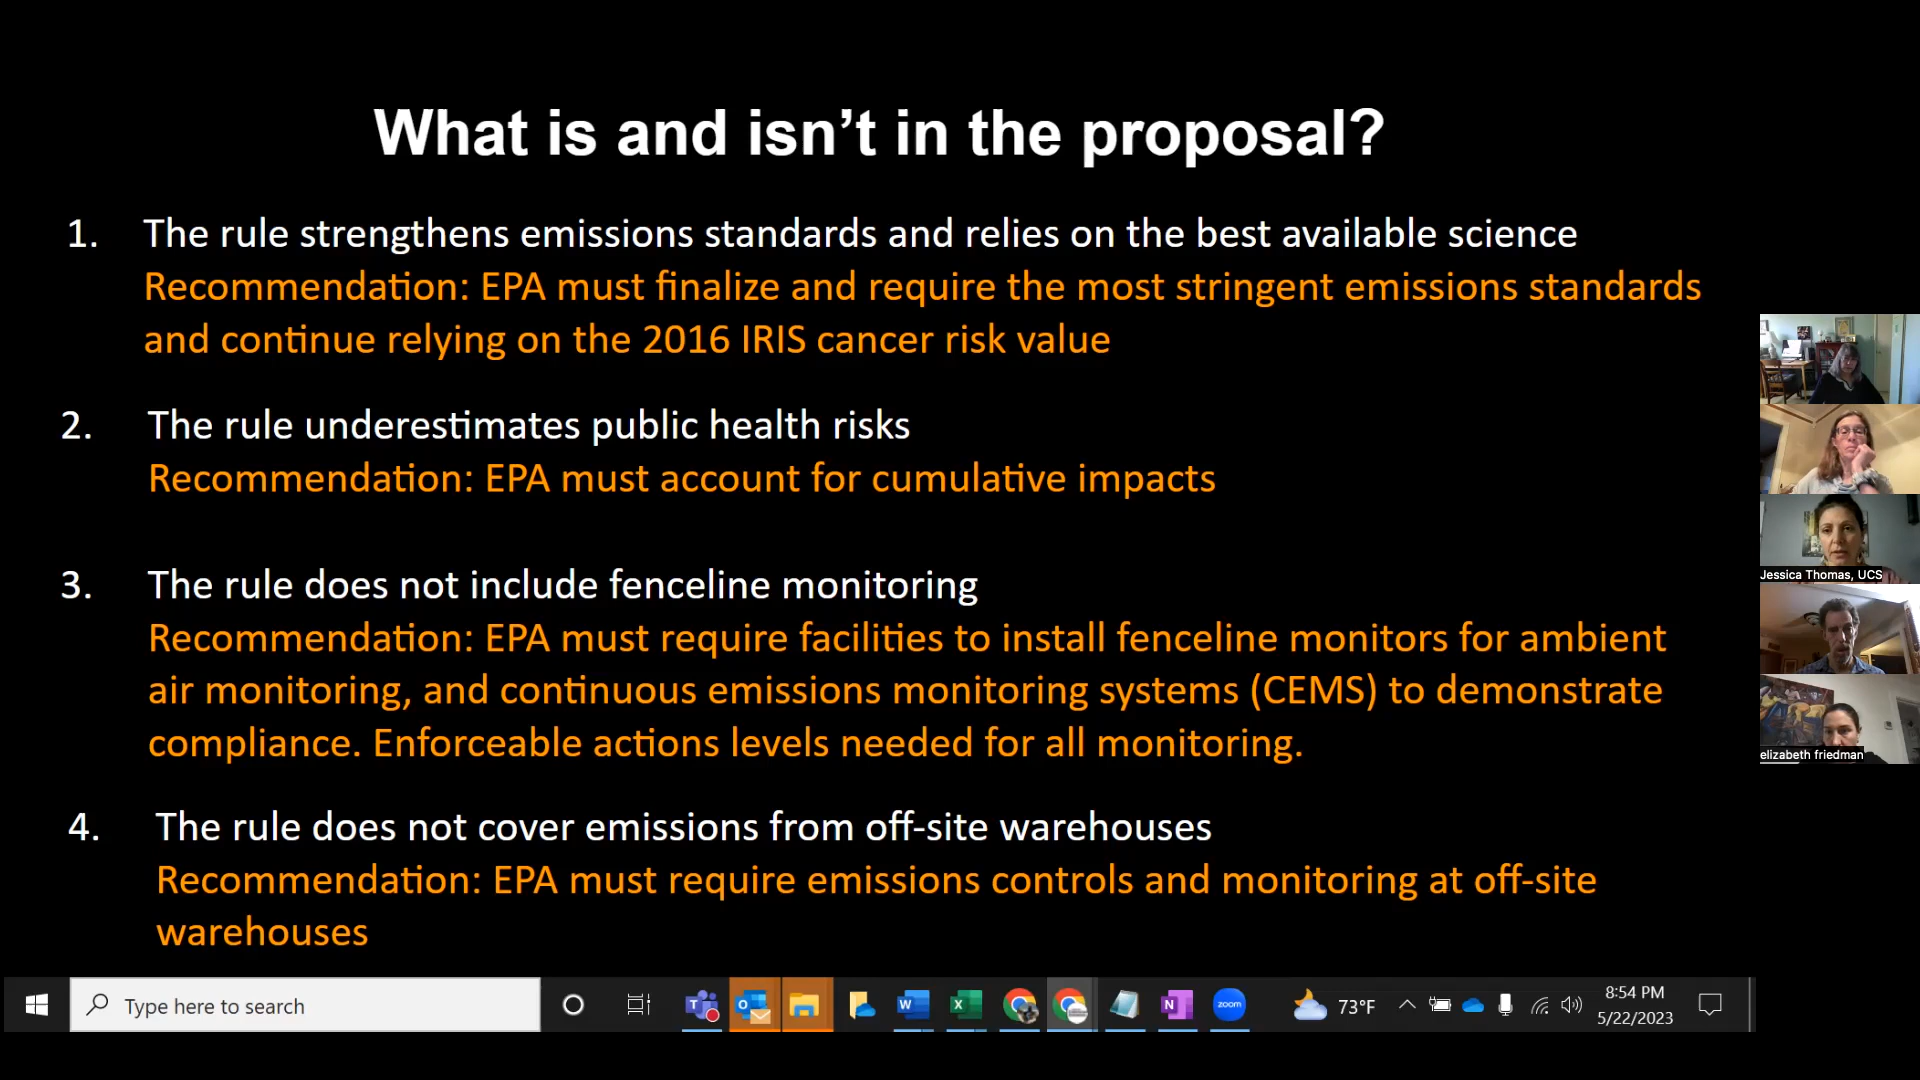 What is and isn’t in the proposal?
1. The rule strengthens emissions standards and relies on the best available science
Recommendation: EPA must finalize and require the most stringent emissions standards
and continue relying on the 2016 IRIS cancer risk value
2. The rule underestimates public health risks
Recommendation: EPA must account for cumulative impacts
3. The rule does not include fenceline monitoring
Recommendation: EPA must require facilities to install fenceline monitors for ambient
air monitoring, and continuous emissions monitoring systems (CEMS) to demonstrate
compliance. Enforceable actions levels needed for all monitoring.
4. The rule does not cover emissions from off-site warehouses
Recommendation: EPA must require emissions controls and monitoring at off-site
warehouses
Jessica Thomas, UCS
elizabeth friedman
Type here to search
T
O
W
X
N
zoom
73°F
8:54 PM
5/22/2023